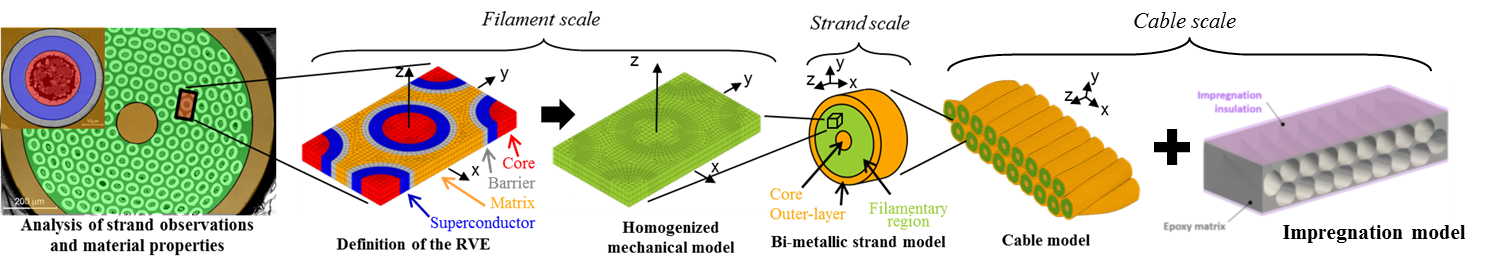 Filament scale
Strand scale
Cable scale
200 µm
Analysis of strand observations
and material properties
z
y
x
Core
Barrier
Matrix
Superconductor
Definition of the RVE
z
y
x
Homogenized
mechanical model
y
z
x
Core
Outer-layer
Filamentary
region
Bi-metallic strand model
y
z
x
Cable model
+
Impregnation
insulation
Epoxy matrix
Impregnation model